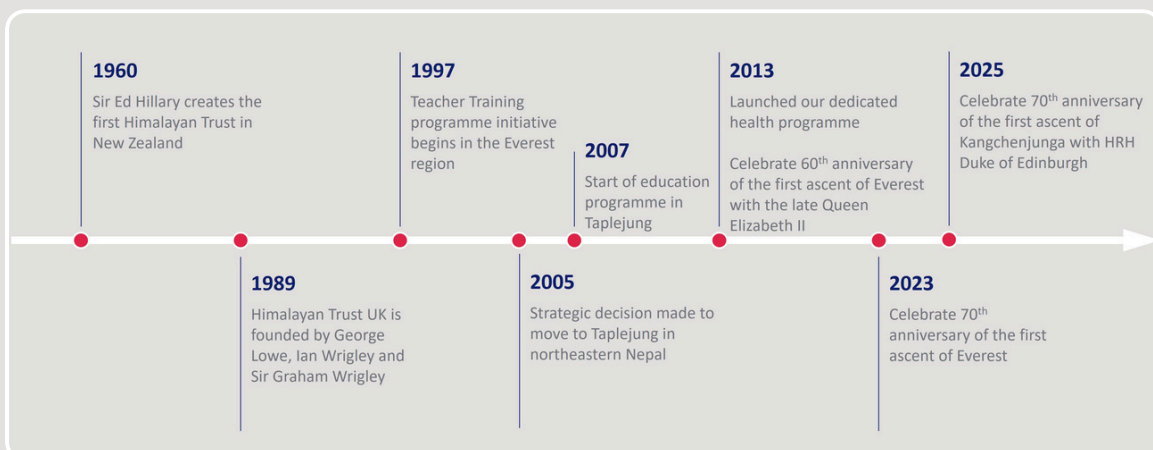 1960
Sir Ed Hillary creates the
first Himalayan Trust in
New Zealand
1989
Himalayan Trust UK is
founded by George
Lowe, Ian Wrigley and
Sir Graham Wrigley
1997
Teacher Training
programme initiative
begins in the Everest
region
2005
Strategic decision made to
move to Taplejung in
northeastern Nepal
2007
Start of education
programme in
Taplejung
2013
Launched our dedicated
health programme
Celebrate 60th anniversary
of the first ascent of Everest
with the late Queen
Elizabeth II
2023
Celebrate 70th
anniversary of the first
ascent of Everest
2025
Celebrate 70th anniversary
of the first ascent of
Kangchenjunga with HRH
Duke of Edinburgh